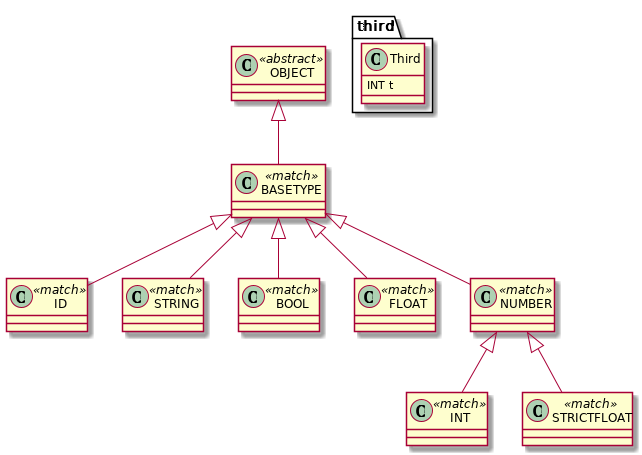 third
C
Third
INT t
C
«abstract»
OBJECT
C
«match»
BASETYPE
C
«match»
ID
C
«match»
STRING
C
«match»
BOOL
C
«match»
FLOAT
C
«match»
NUMBER
C
«match»
INT
C
«match»
STRICTFLOAT